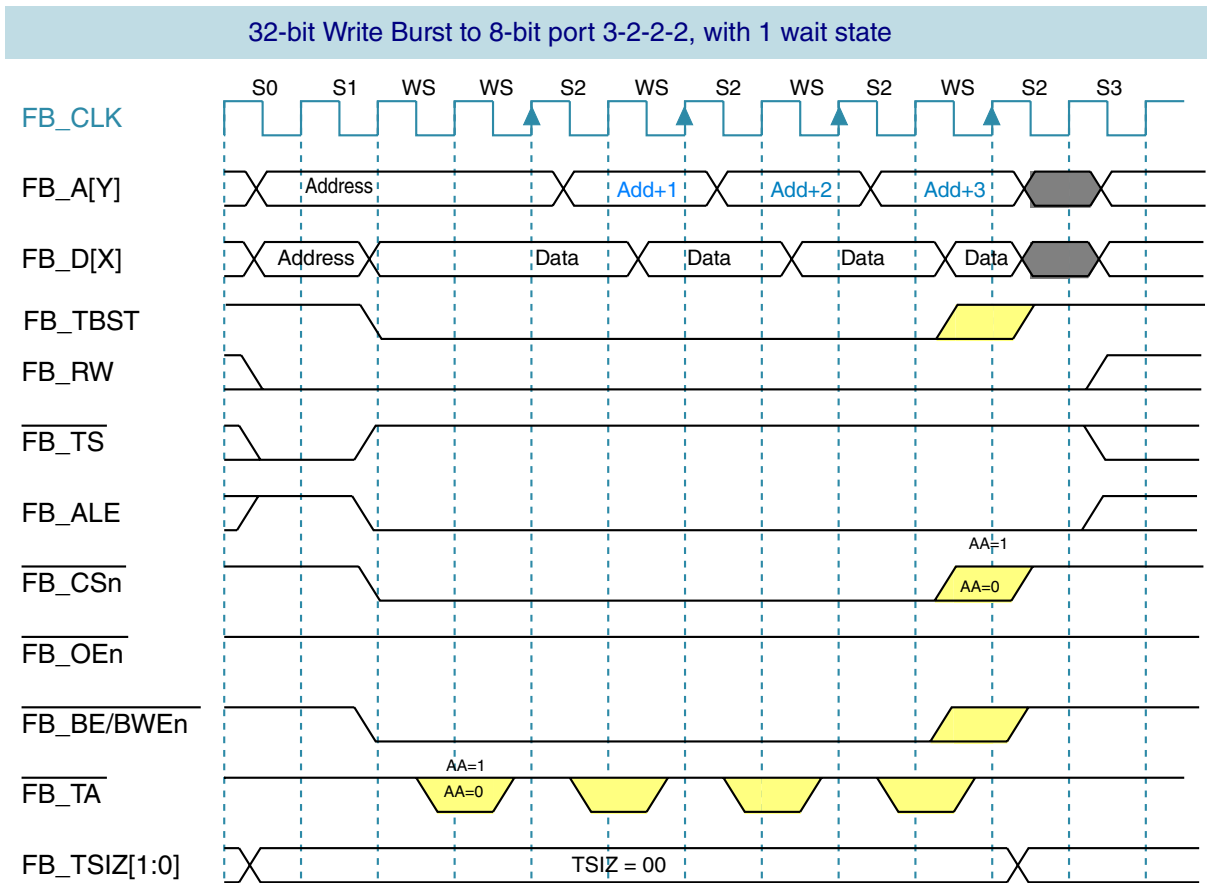 32-bit Write Burst to 8-bit port 3-2-2-2, with 1 wait state
S0 S1 WS WS S2 WS S2 WS S2 WS S2 S3
FB_CLK
FB_A[Y] Address Add+1 Add+2 Add+3
FB_D[X] Address Data Data Data Data
FB_TBST
FB_RW
FB_TS
FB_ALE
AA=1
FB_CSn AA=0
FB_OEn
FB_BE/BWEn
AA=1
FB_TA AA=0
FB_TSIZ[1:0] TSIZ = 00